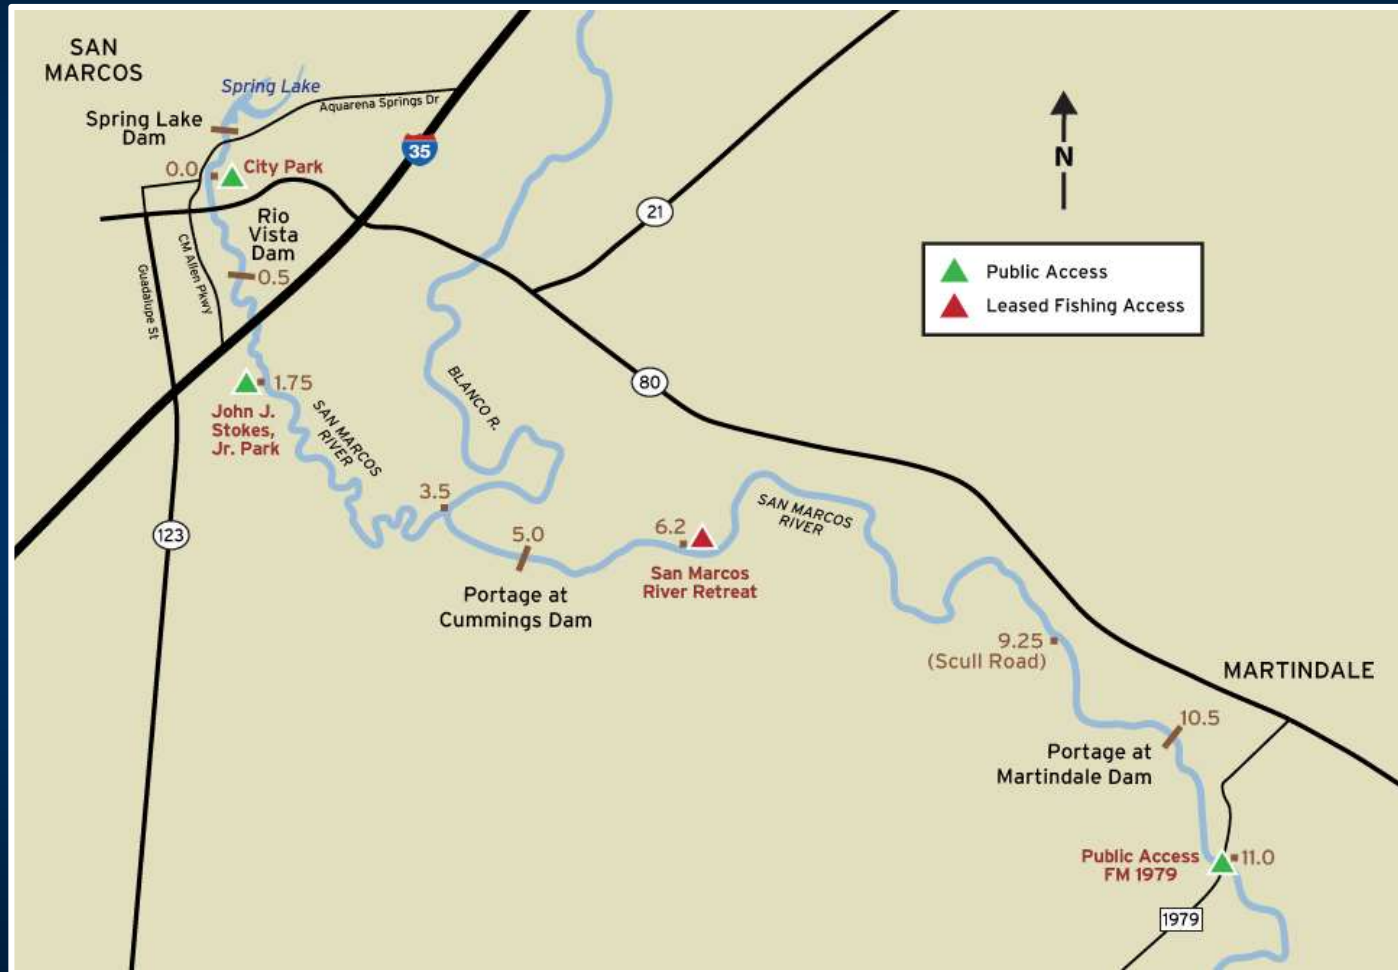 SAN
MARCOS
Spring Lake
Aquarena Springs Dr
Spring Lake
Dam
35
0.0
City Park
N
21
Rio
Vista
Dam
CM Allen Pkwy
Guadalupe St
0.5
Public Access
Leased Fishing Access
BLANCO R.
80
1.75
John J.
Stokes,
Jr. Park
SAN MARCOS
RIVER
3.5
SAN MARCOS
RIVER
123
5.0
6.2
Portage at
Cummings Dam
San Marcos
River Retreat
9.25
(Scull Road)
MARTINDALE
10.5
Portage at
Martindale Dam
Public Access
FM 1979
11.0
1979